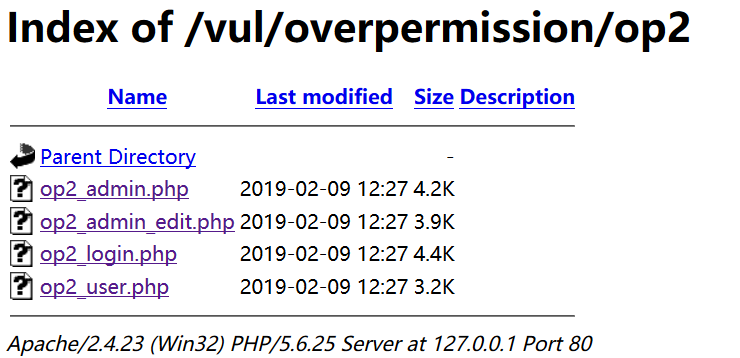 Index of /vul/overpermission/op2
Name Last modified Size Description
Parent Directory -
op2_admin.php 2019-02-09 12:27 4.2K
op2_admin_edit.php 2019-02-09 12:27 3.9K
op2_login.php 2019-02-09 12:27 4.4K
op2_user.php 2019-02-09 12:27 3.2K
Apache/2.4.23 (Win32) PHP/5.6.25 Server at 127.0.0.1 Port 80